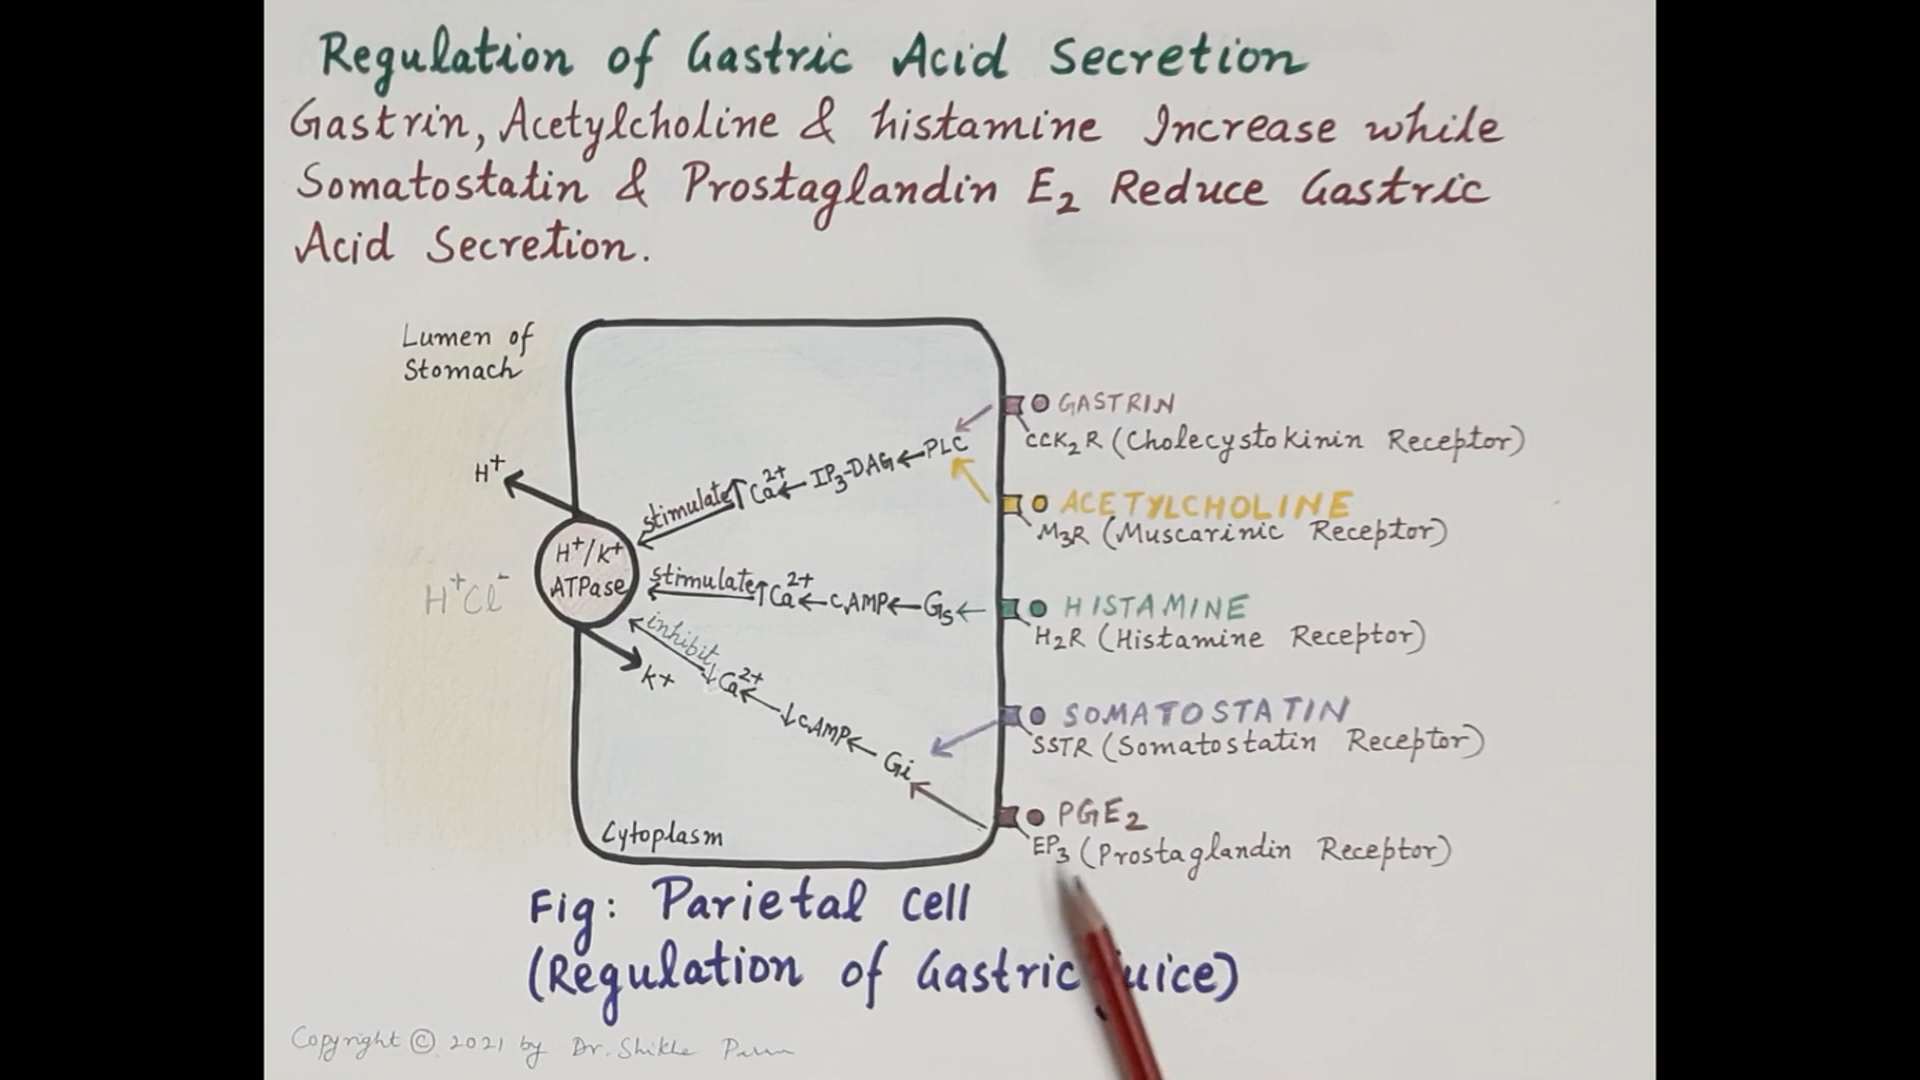 Regulation of Gastric Acid Secretion
Gastrin, Acetylcholine & histamine Increase while
Somatostatin & Prostaglandin E₂ Reduce Gastric
Acid Secretion.
Lumen of
Stomach
GASTRIN
CCK₂R (Cholecystokinin Receptor)
stimulate ↑Ca²⁺ ← IP₃-DAG ← PLC
H⁺
ACETYLCHOLINE
M₃R (Muscarinic Receptor)
H⁺/K⁺
ATPase
H⁺Cl⁻
stimulate ↑Ca²⁺ ← cAMP ← Gs ←
HISTAMINE
H₂R (Histamine Receptor)
inhibit ↓Ca²⁺ ← ↓cAMP ← Gi
K+
SOMATOSTATIN
SSTR (Somatostatin Receptor)
PGE₂
EP₃ (Prostaglandin Receptor)
Cytoplasm
Fig: Parietal cell
(Regulation of Gastric uice)
Copyright © 2021 by Dr. Shikha